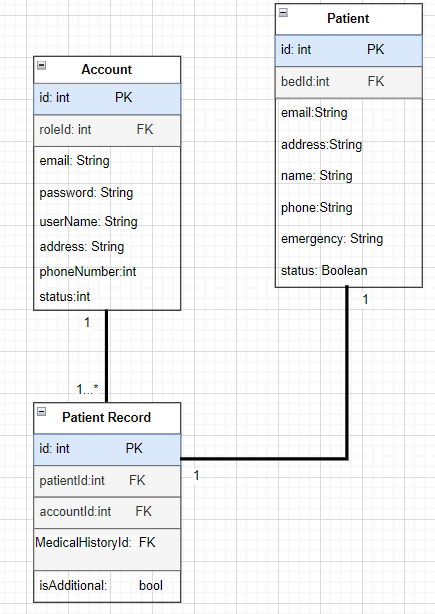 Patient
id: int PK
bedId:int FK
email:String
address:String
name: String
phone:String
emergency: String
status: Boolean
1
Account
id: int PK
roleId: int FK
email: String
password: String
userName: String
address: String
phoneNumber:int
status:int
1
1...*
Patient Record
id: int PK
patientId:int FK
accountId:int FK
MedicalHistoryId: FK
isAdditional: bool
1